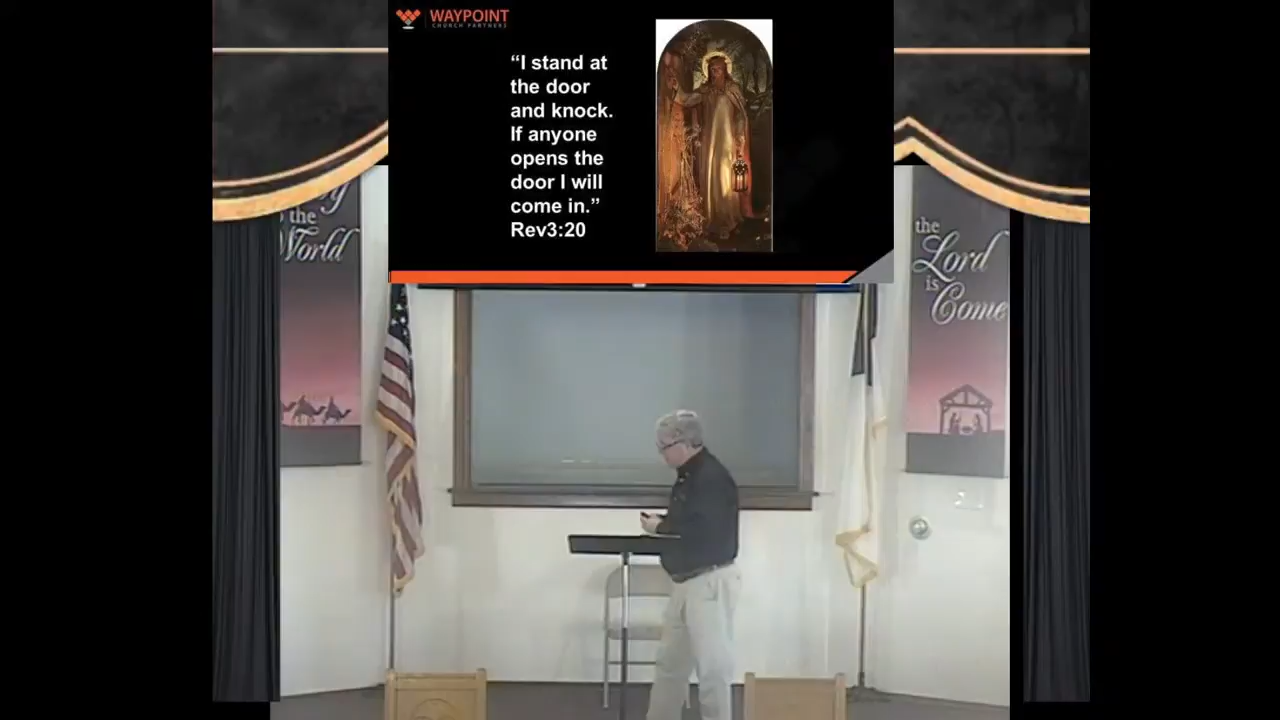 WAYPOINT
CHURCH PARTNERS
“I stand at
the door
and knock.
If anyone
opens the
door I will
come in.”
Rev3:20
the
World
the
Lord
is
Come